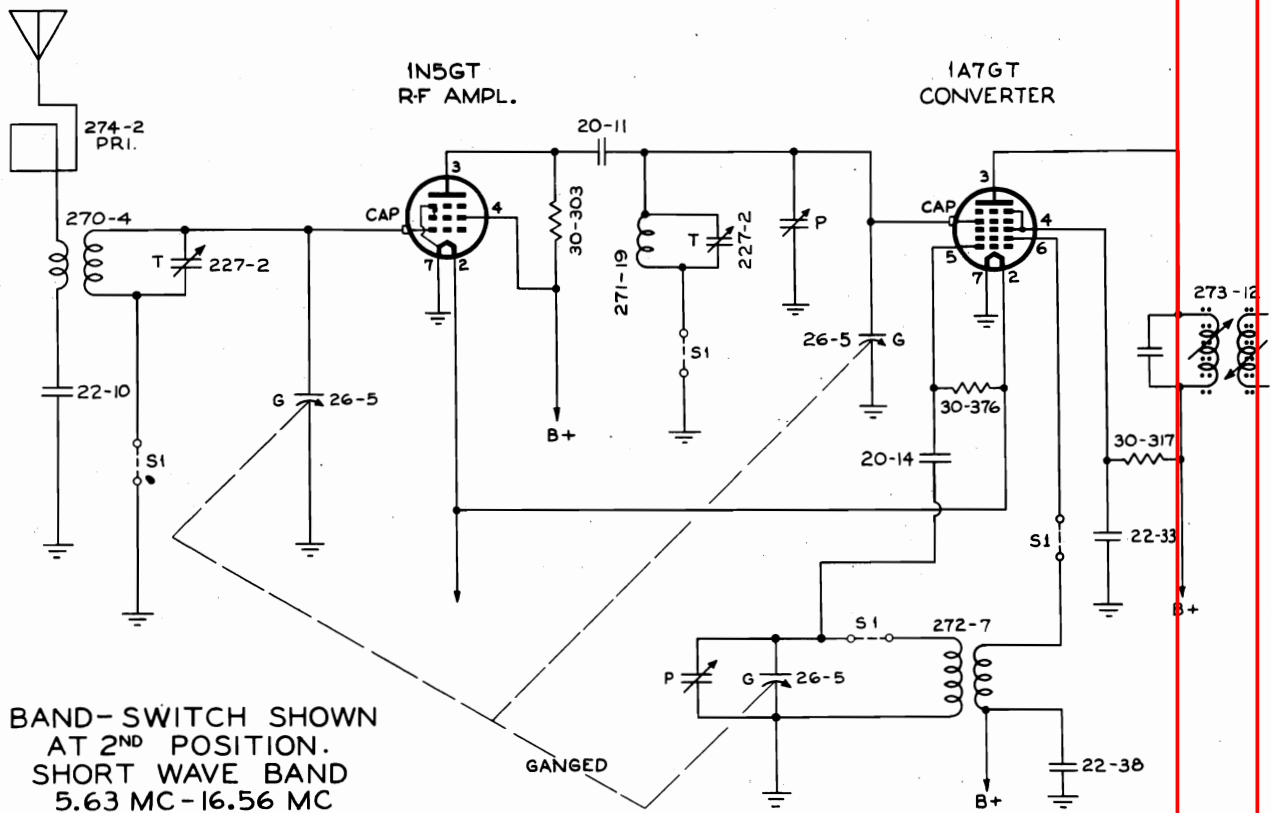 1N5GT
R-F AMPL.
1A7GT
CONVERTER
274-2
PRI.
20-11
3
3
CAP
4
30-303
P
CAP
4
6
5
270-4
T
227-2
7
2
271-19
T
227-2
7
2
273-12
S1
26-5
G
22-10
G
26-5
30-376
B+
S1
20-14
30-317
S1
22-33
B+
S1
272-7
P
G
26-5
BAND-SWITCH SHOWN
AT 2ND POSITION.
SHORT WAVE BAND
5.63 MC-16.56 MC
GANGED
22-38
B+